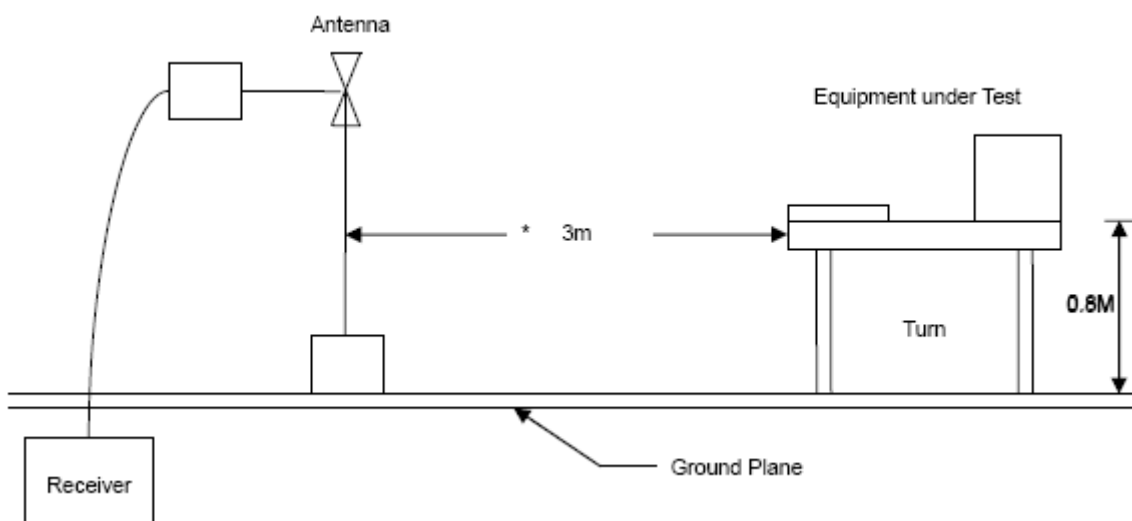 Antenna
Equipment under Test
* 3m
0.8M
Turn
Ground Plane
Receiver